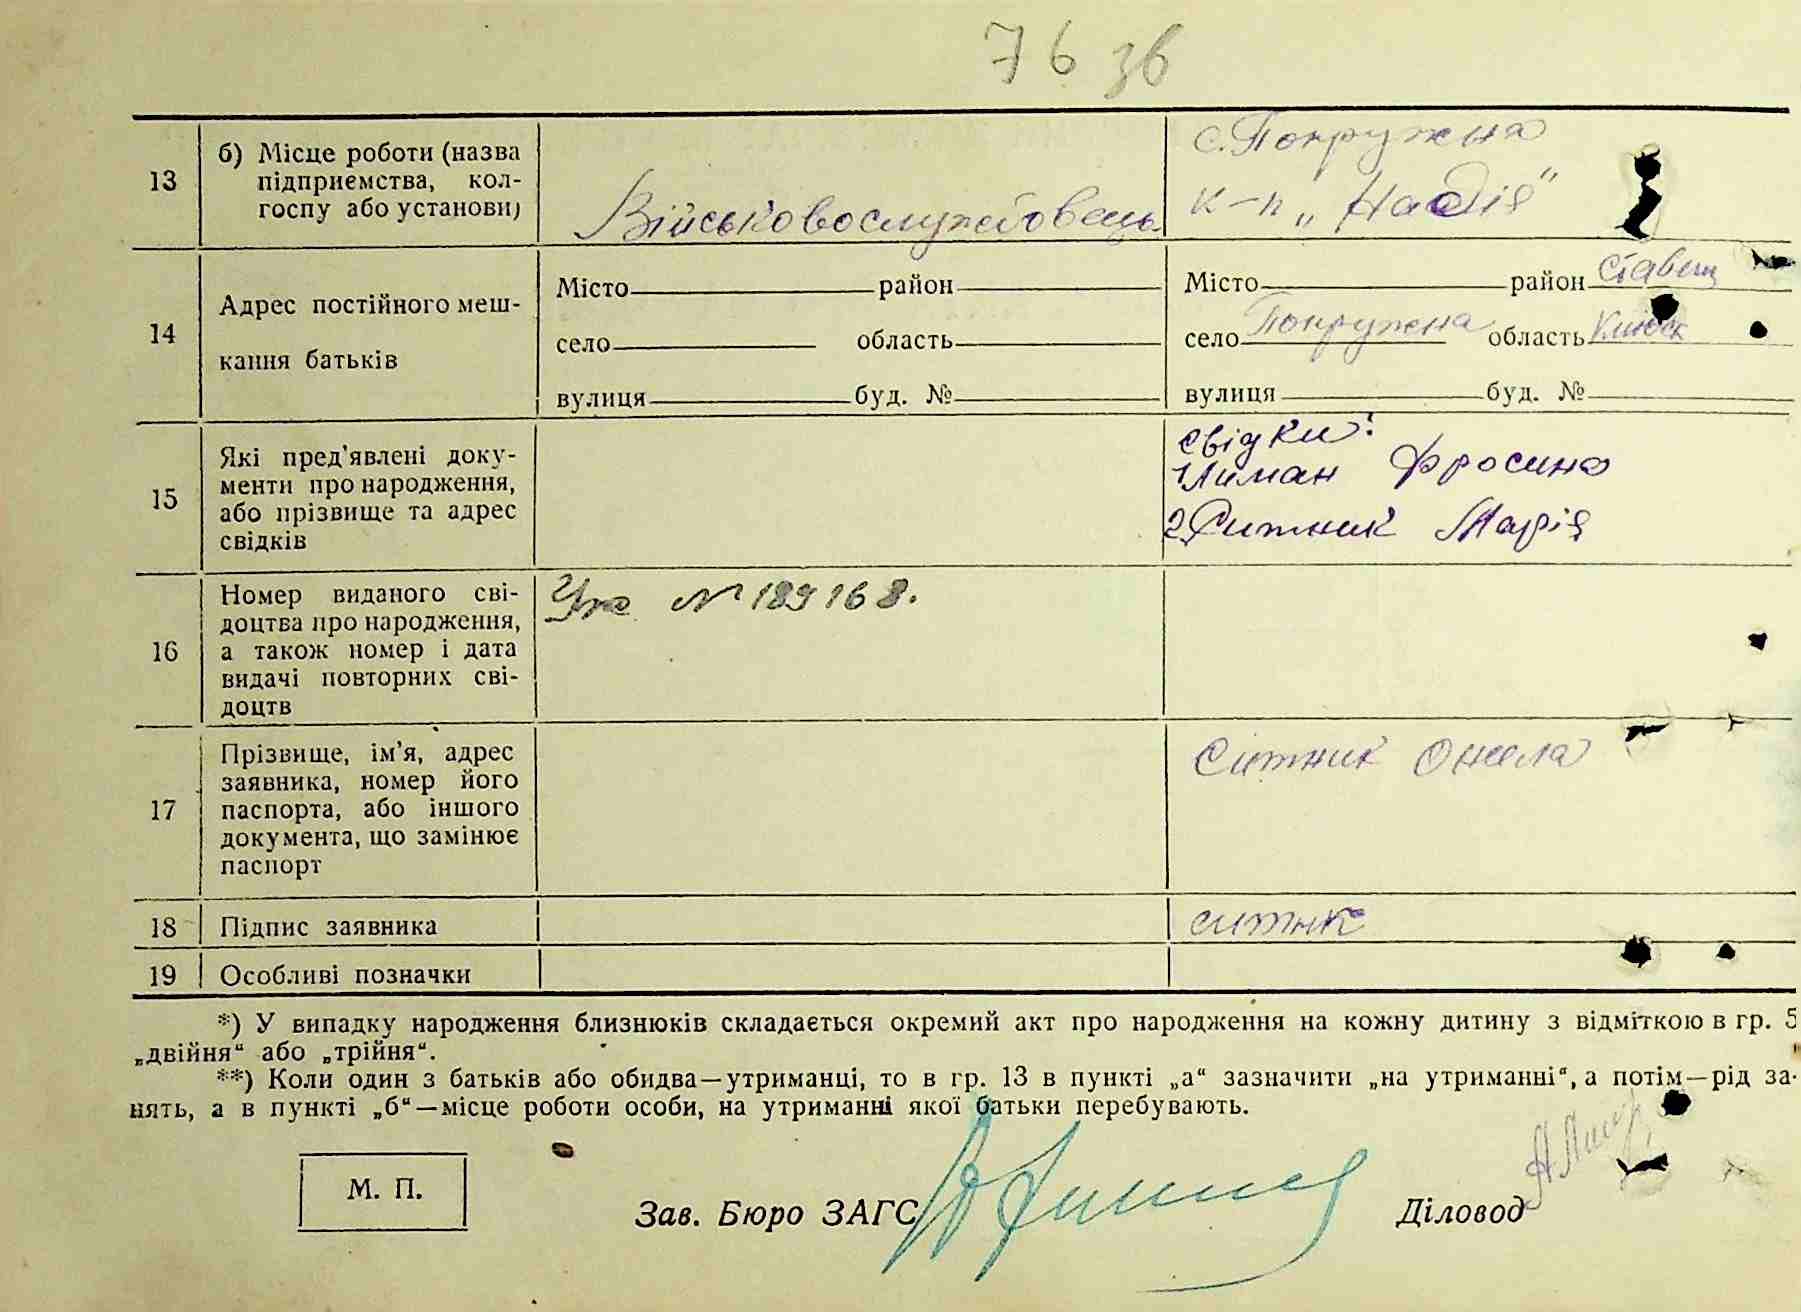 76 зв
13
б) Місце роботи (назва
підприємства, кол-
госпу або установи)
Військовослужбовець
с. Попружна
к-п „Надія"
14
Адрес постійного меш-
кання батьків
Місто район
село область
вулиця буд. №
Місто район Ставищ
село Попружна область Київськ
вулиця буд. №
15
Які пред'явлені доку-
менти про народження,
або прізвище та адрес
свідків
Свідки:
1 Лиман Фросина
2 Ситник Марія
16
Номер виданого сві-
доцтва про народження,
а також номер і дата
видачі повторних сві-
доцтв
N 189168.
17
Прізвище, ім'я, адрес
заявника, номер його
паспорта, або іншого
документа, що замінює
паспорт
Ситник
18
Підпис заявника
ситнк
19
Особливі позначки
*) У випадку народження близнюків складається окремий акт про народження на кожну дитину з відміткою в гр. 5
„двійня“ або „трійня“.
**) Коли один з батьків або обидва—утриманці, то в гр. 13 в пункті „а“ зазначити „на утриманні“, а потім—рід за-
нять, а в пункті „б“—місце роботи особи, на утриманні якої батьки перебувають.
М. П.
Зав. Бюро ЗАГС
Діловод